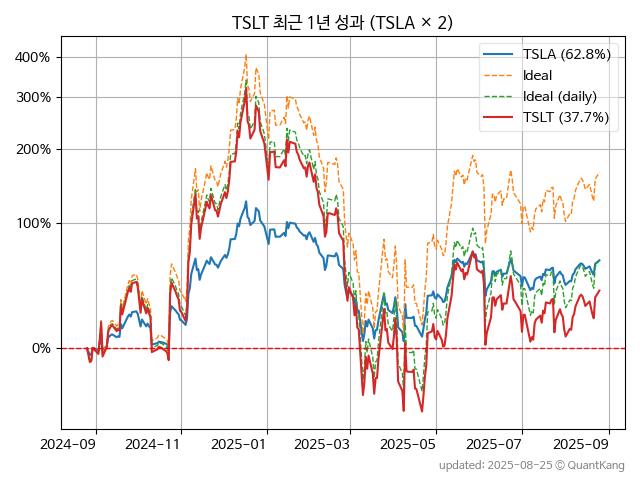 TSLT 최근 1년 성과 (TSLA × 2)
400%
300%
200%
100%
0%
TSLA (62.8%)
Ideal
Ideal (daily)
TSLT (37.7%)
2024-09
2024-11
2025-01
2025-03
2025-05
2025-07
2025-09
updated: 2025-08-25 © QuantKang